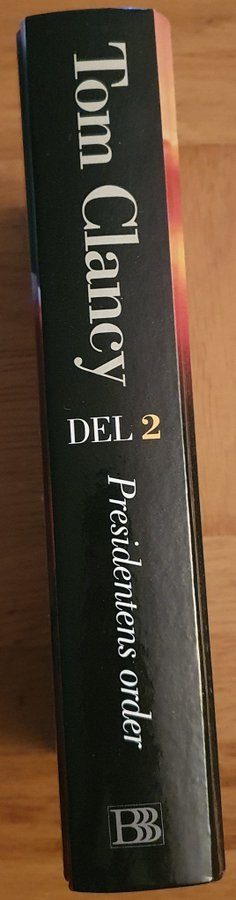 Tom Clancy
DEL 2
Presidentens order
BBB